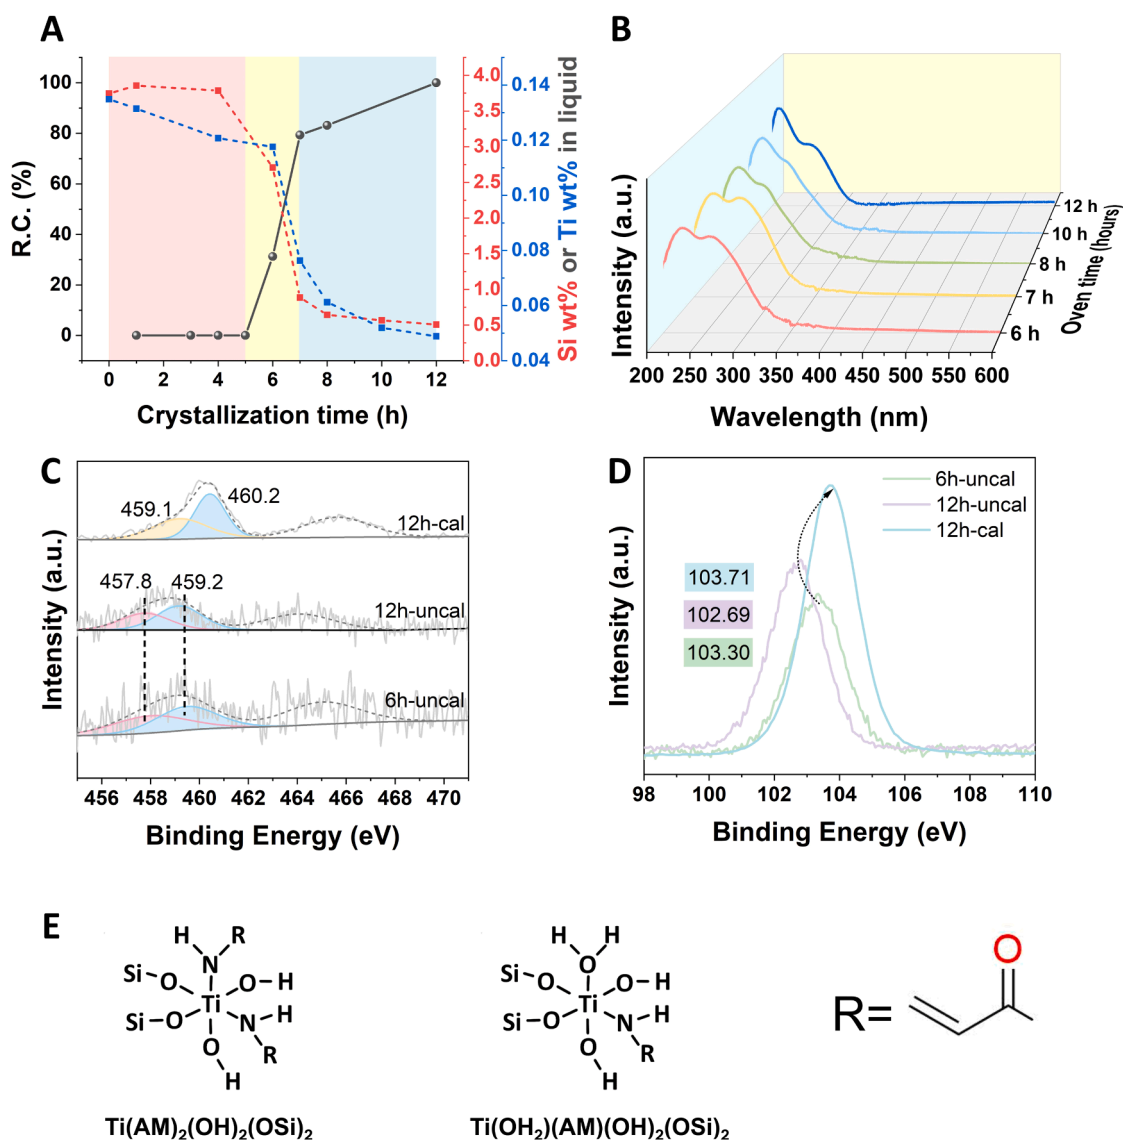 A
R.C. (%)
100
80
60
40
20
0
0 2 4 6 8 10 12
Crystallization time (h)
4.0
3.5
3.0
2.5
2.0
1.5
1.0
0.5
0.0
0.14
0.12
0.10
0.08
0.06
0.04
Si wt% or Ti wt% in liquid
B
Intensity (a.u.)
200 250 300 350 400 450 500 550 600
Wavelength (nm)
12 h
10 h
8 h
7 h
6 h
Oven time (hours)
C
Intensity (a.u.)
459.1
460.2
12h-cal
457.8
459.2
12h-uncal
6h-uncal
456 458 460 462 464 466 468 470
Binding Energy (eV)
D
Intensity (a.u.)
6h-uncal
12h-uncal
12h-cal
103.71
102.69
103.30
98 100 102 104 106 108 110
Binding Energy (eV)
E
H R
N
Si O O H
Ti
Si O N H
O R
H
Ti(AM)₂(OH)₂(OSi)₂
H H
O
Si O O H
Ti
Si O N H
O R
H
Ti(OH₂)(AM)(OH)₂(OSi)₂
O
R=